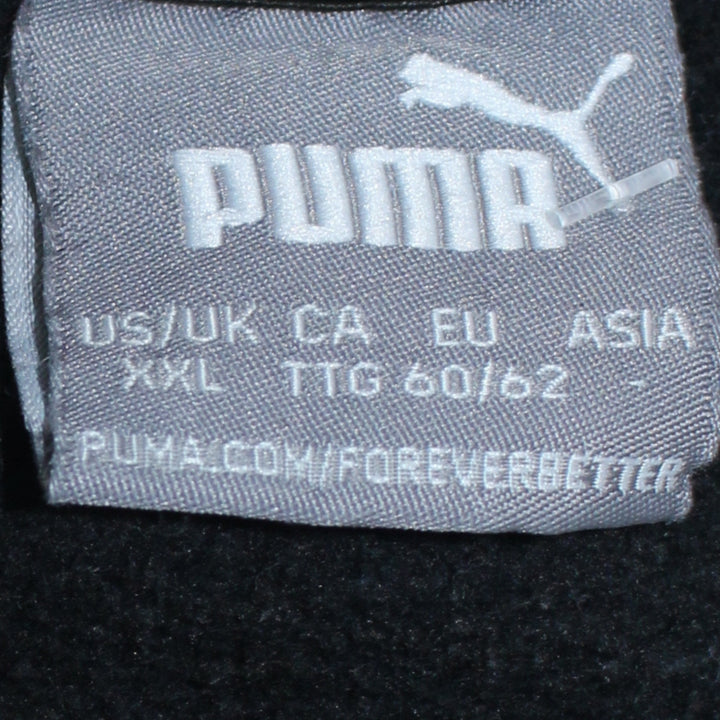 PUMA
US/UK CA EU ASIA
XXL TTG 60/62 -
PUMA.COM/FOREVERBETTER